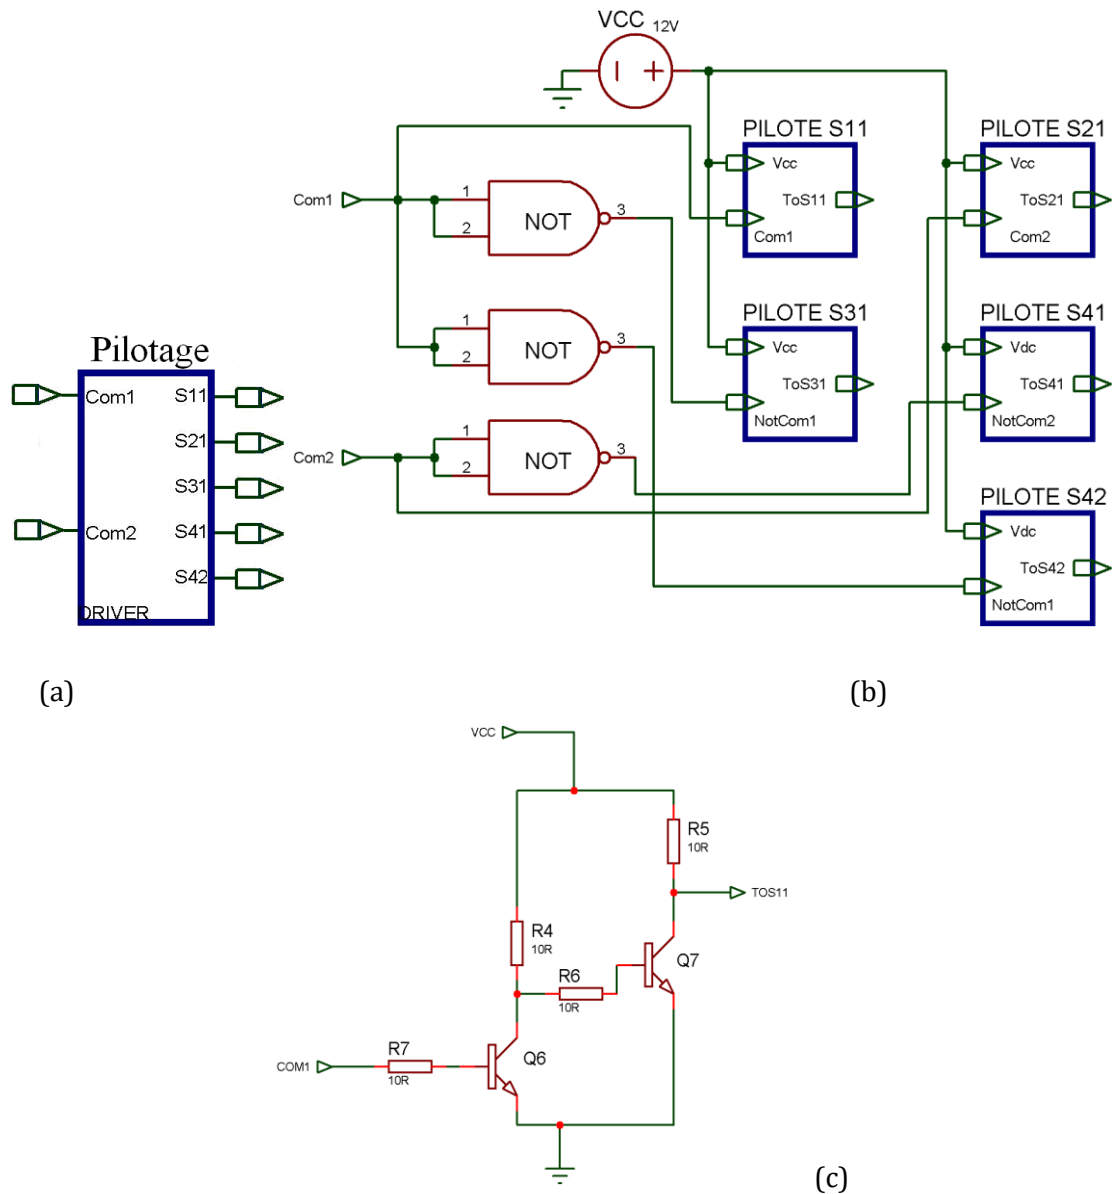 VCC 12V
PILOTE S11
Vcc
ToS11
Com1
PILOTE S21
Vcc
ToS21
Com2
Com1
1
2
NOT
3
1
2
NOT
3
PILOTE S31
Vcc
ToS31
NotCom1
PILOTE S41
Vdc
ToS41
NotCom2
Com2
1
2
NOT
3
PILOTE S42
Vdc
ToS42
NotCom1
Pilotage
Com1
S11
S21
S31
Com2
S41
S42
DRIVER
(a)
(b)
VCC
R5
10R
TOS11
R4
10R
R6
10R
Q7
R7
10R
COM1
Q6
(c)